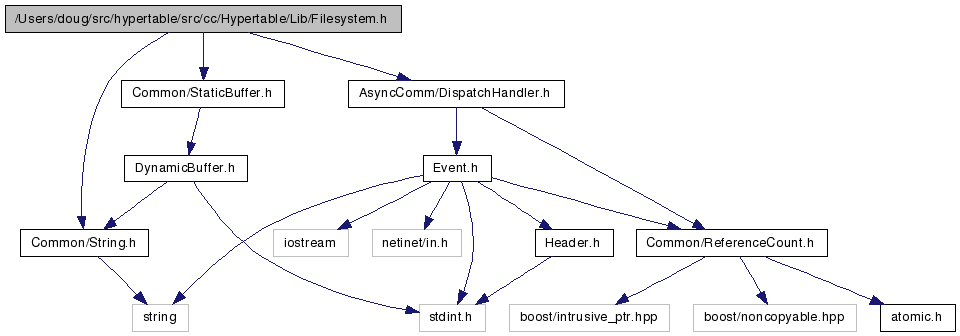 /Users/doug/src/hypertable/src/cc/Hypertable/Lib/Filesystem.h
Common/StaticBuffer.h
AsyncComm/DispatchHandler.h
DynamicBuffer.h
Event.h
Common/String.h
iostream
netinet/in.h
Header.h
Common/ReferenceCount.h
string
stdint.h
boost/intrusive_ptr.hpp
boost/noncopyable.hpp
atomic.h